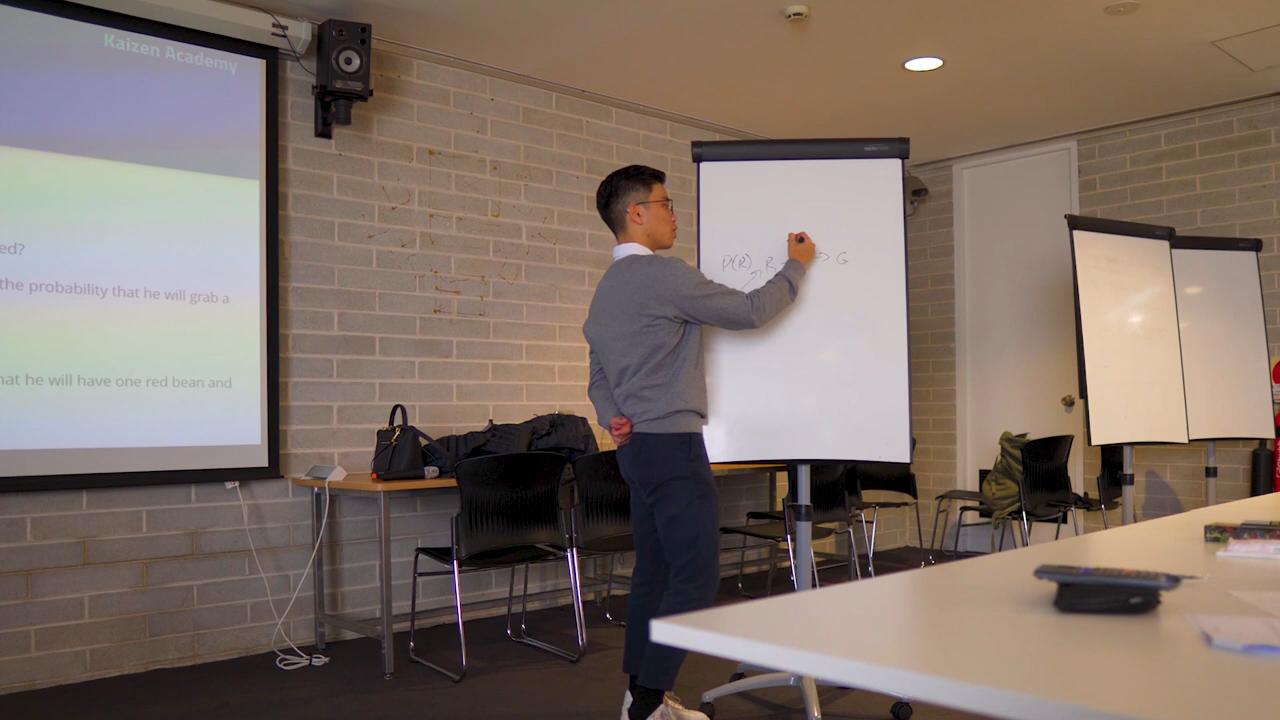 Kaizen Academy
ed?
the probability that he will grab a
hat he will have one red bean and
P(R) R G